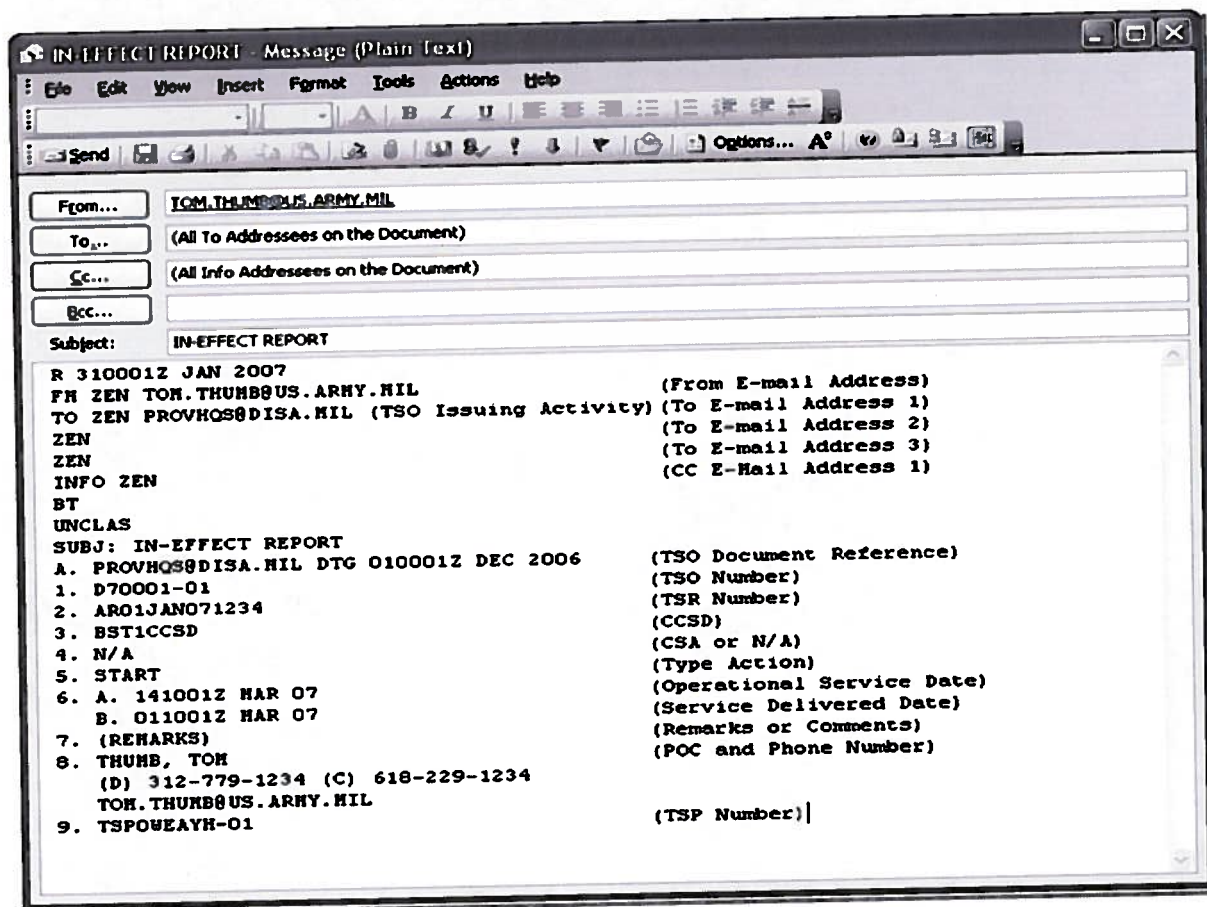 IN-EFFECT REPORT - Message (Plain Text)
File Edit View Insert Format Tools Actions Help
A B I U
Send ! Options... A
From... TOM.THUMB@US.ARMY.MIL
To... (All To Addressees on the Document)
Cc... (All Info Addressees on the Document)
Bcc...
Subject: IN-EFFECT REPORT
R 310001Z JAN 2007
FM ZEN TOM.THUMB@US.ARMY.MIL (From E-mail Address)
TO ZEN PROVHQS@DISA.MIL (TSO Issuing Activity) (To E-mail Address 1)
ZEN (To E-mail Address 2)
ZEN (To E-mail Address 3)
INFO ZEN (CC E-Mail Address 1)
BT
UNCLAS
SUBJ: IN-EFFECT REPORT
A. PROVHQS@DISA.MIL DTG 010001Z DEC 2006 (TSO Document Reference)
1. D70001-01 (TSO Number)
2. AR01JAN071234 (TSR Number)
3. BST1CCSD (CCSD)
4. N/A (CSA or N/A)
5. START (Type Action)
6. A. 141001Z MAR 07 (Operational Service Date)
B. 011001Z MAR 07 (Service Delivered Date)
7. (REMARKS) (Remarks or Comments)
8. THUMB, TOM (POC and Phone Number)
(D) 312-779-1234 (C) 618-229-1234
TOM.THUMB@US.ARMY.MIL
9. TSPOWEAYH-01 (TSP Number)